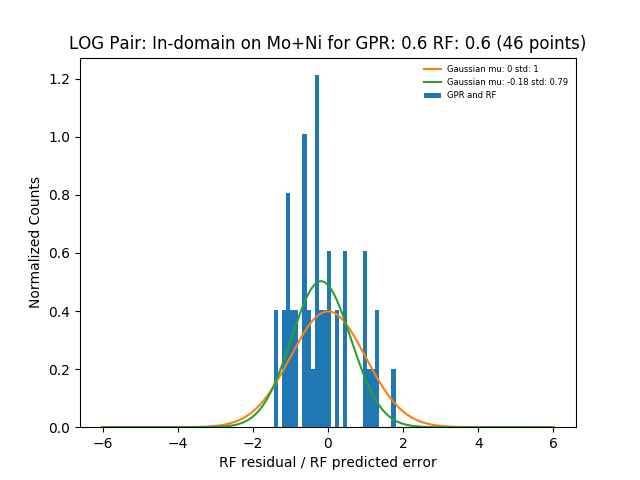 LOG Pair: In-domain on Mo+Ni for GPR: 0.6 RF: 0.6 (46 points)
Gaussian mu: 0 std: 1
Gaussian mu: -0.18 std: 0.79
GPR and RF
Normalized Counts
1.2
1.0
0.8
0.6
0.4
0.2
0.0
−6 −4 −2 0 2 4 6
RF residual / RF predicted error